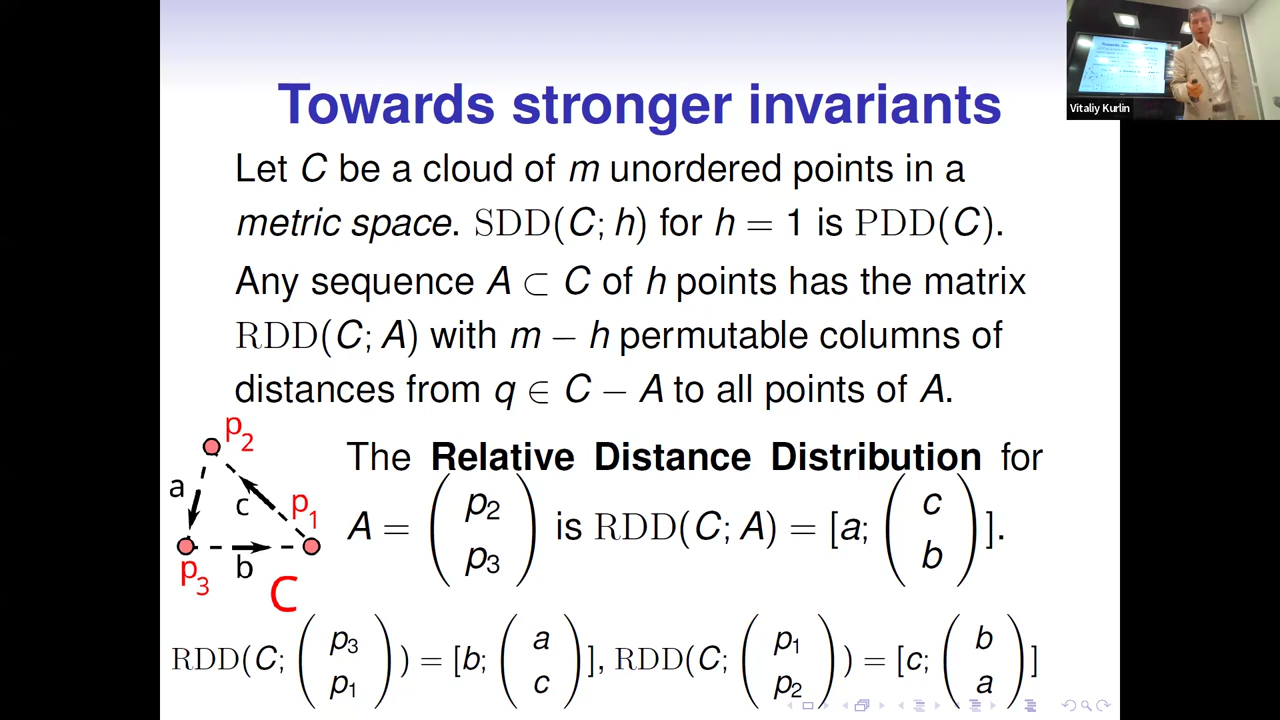 Towards stronger invariants
Let C be a cloud of m unordered points in a
metric space. SDD(C; h) for h = 1 is PDD(C).
Any sequence A ⊂ C of h points has the matrix
RDD(C; A) with m − h permutable columns of
distances from q ∈ C − A to all points of A.
The Relative Distance Distribution for
A = ( p2 p3 ) is RDD(C; A) = [a; ( c b )].
p2
a
c
p1
p3
b
C
RDD(C; ( p3 p1 )) = [b; ( a c )], RDD(C; ( p1 p2 )) = [c; ( b a )]
Vitaliy Kurlin